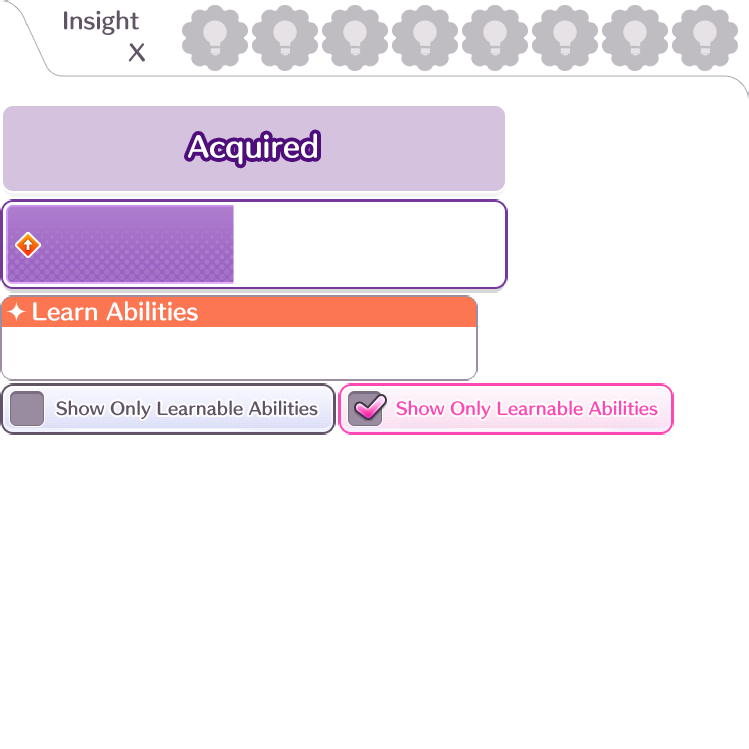 Insight
X
Acquired
Learn Abilities
Show Only Learnable Abilities
Show Only Learnable Abilities